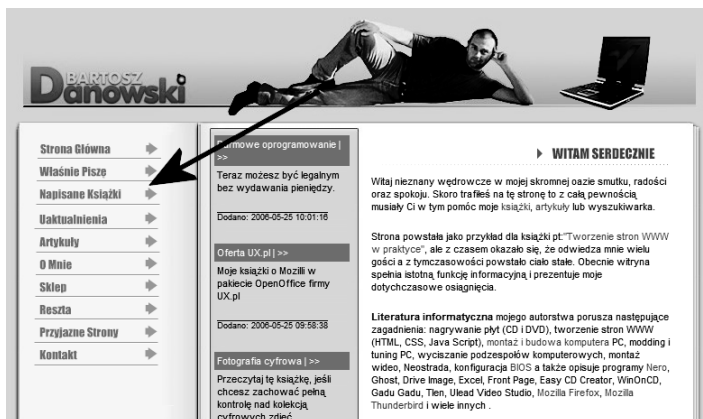 BARTOSZ
Danowski
Strona Główna
Właśnie Piszę
Napisane Książki
Uaktualnienia
Artykuły
O Mnie
Sklep
Reszta
Przyjazne Strony
Kontakt
Darmowe oprogramowanie |
>>
Teraz możesz być legalnym
bez wydawania pieniędzy.
Dodano: 2006-05-25 10:01:16
Oferta UX.pl | >>
Moje książki o Mozilli w
pakiecie OpenOffice firmy
UX.pl
Dodano: 2006-05-25 09:58:38
Fotografia cyfrowa | >>
Przeczytaj tę książkę, jeśli
chcesz zachować pełną
kontrolę nad kolekcją
cyfrowych zdjęć
WITAM SERDECZNIE
Witaj nieznany wędrowcze w mojej skromnej oazie smutku, radości
oraz spokoju. Skoro trafiłeś na tę stronę to z całą pewnością
musiały Ci w tym pomóc moje książki, artykuły lub wyszukiwarka.
Strona powstała jako przykład dla książki pt:"Tworzenie stron WWW
w praktyce", ale z czasem okazało się, że odwiedza mnie wielu
gości a z tymczasowości powstało ciało stałe. Obecnie witryna
spełnia istotną funkcję informacyjną i prezentuje moje
dotychczasowe osiągnięcia.
Literatura informatyczna mojego autorstwa porusza następujące
zagadnienia: nagrywanie płyt (CD i DVD), tworzenie stron WWW
(HTML, CSS, Java Script), montaż i budowa komputera PC, modding i
tuning PC, wyciszanie podzespołów komputerowych, montaż
wideo, Neostrada, konfiguracja BIOS a także opisuje programy Nero,
Ghost, Drive Image, Excel, Front Page, Easy CD Creator, WinOnCD,
Gadu Gadu, Tlen, Ulead Video Studio, Mozilla Firefox, Mozilla
Thunderbird i wiele innych .